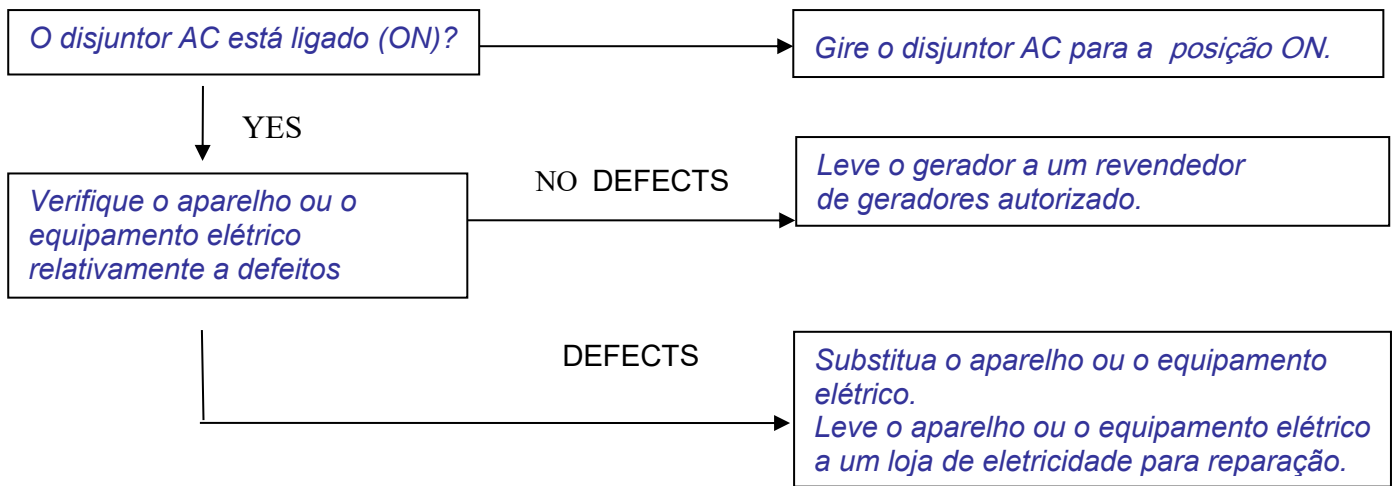 O disjuntor AC está ligado (ON)?
Gire o disjuntor AC para a posição ON.
YES
Verifique o aparelho ou o
equipamento elétrico
relativamente a defeitos
NO DEFECTS
Leve o gerador a um revendedor
de geradores autorizado.
DEFECTS
Substitua o aparelho ou o equipamento
elétrico.
Leve o aparelho ou o equipamento elétrico
a um loja de eletricidade para reparação.